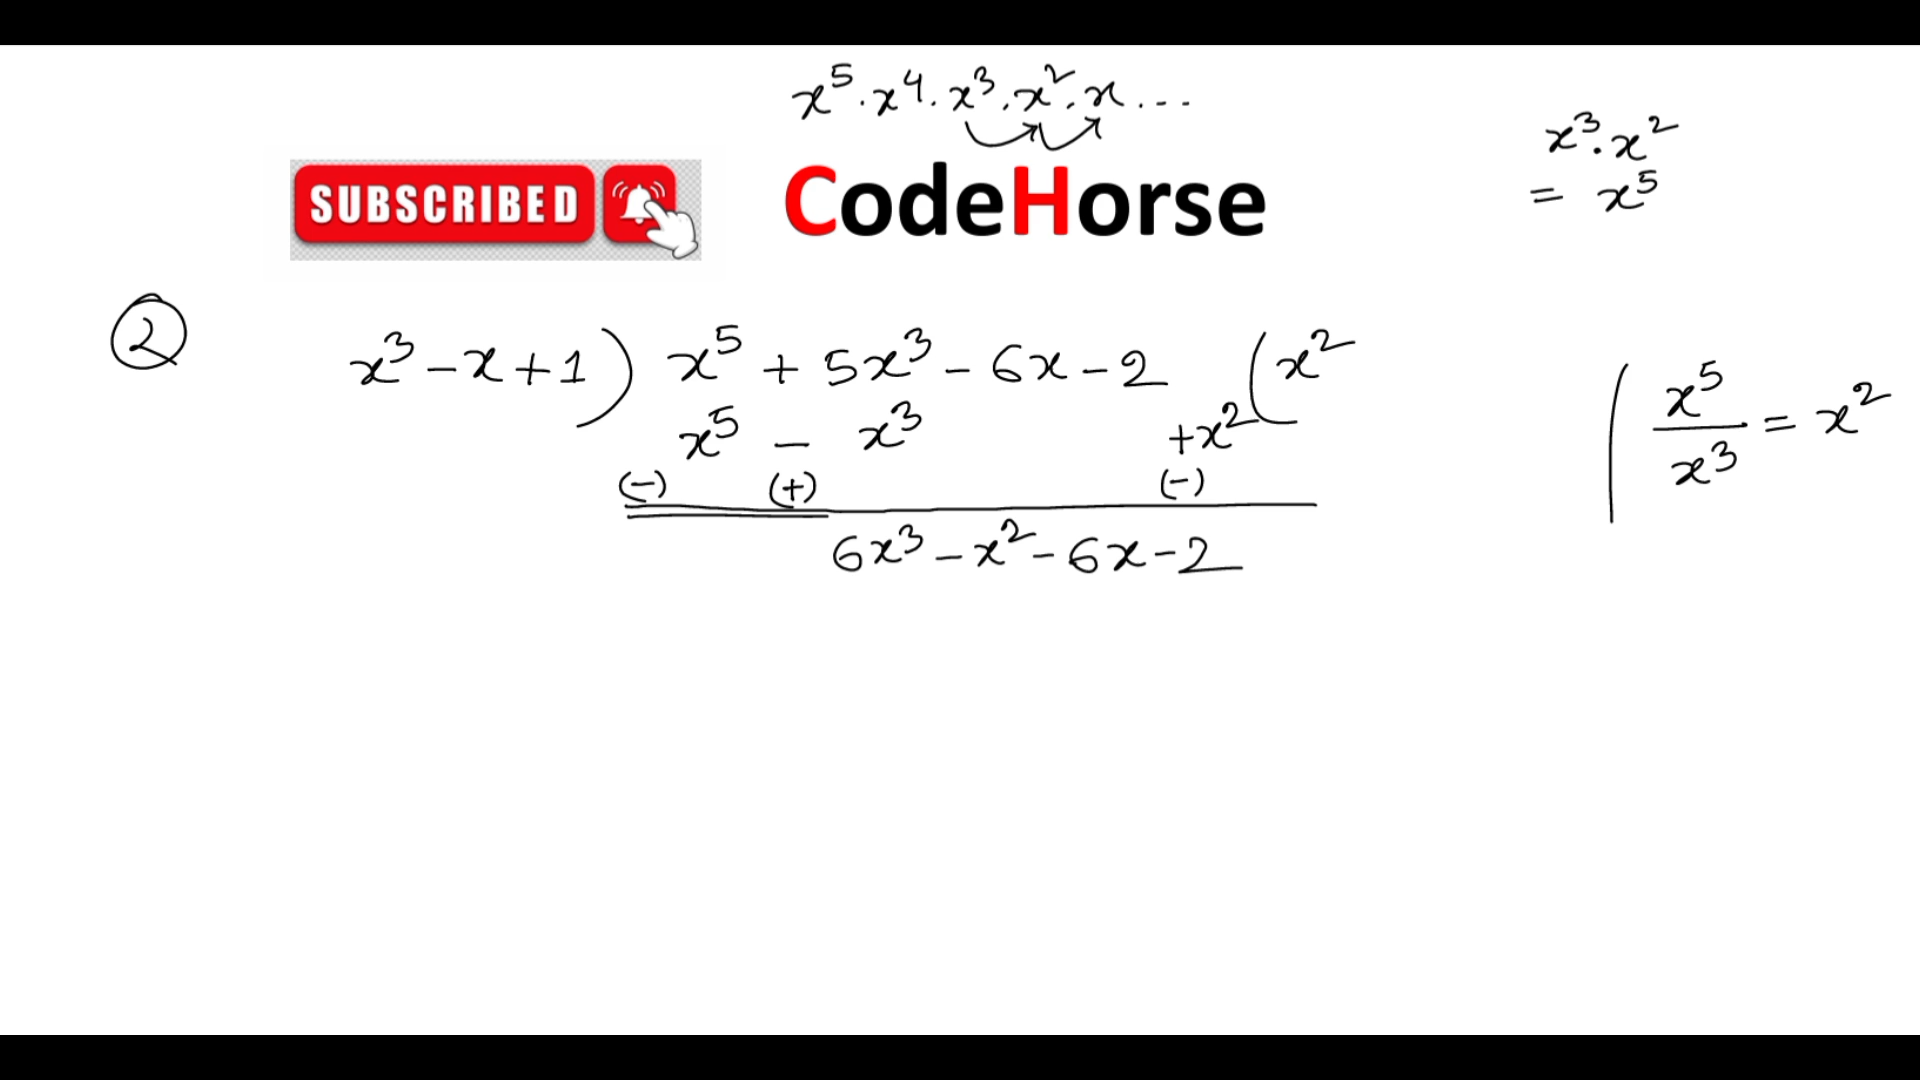 x⁵.x⁴.x³.x².x...
x³.x²
= x⁵
SUBSCRIBED
CodeHorse
2
x³-x+1) x⁵ + 5x³ - 6x - 2 (x²
x⁵ - x³ +x²
(-) (+) (-)
6x³ - x² - 6x - 2
x⁵/x³ = x²